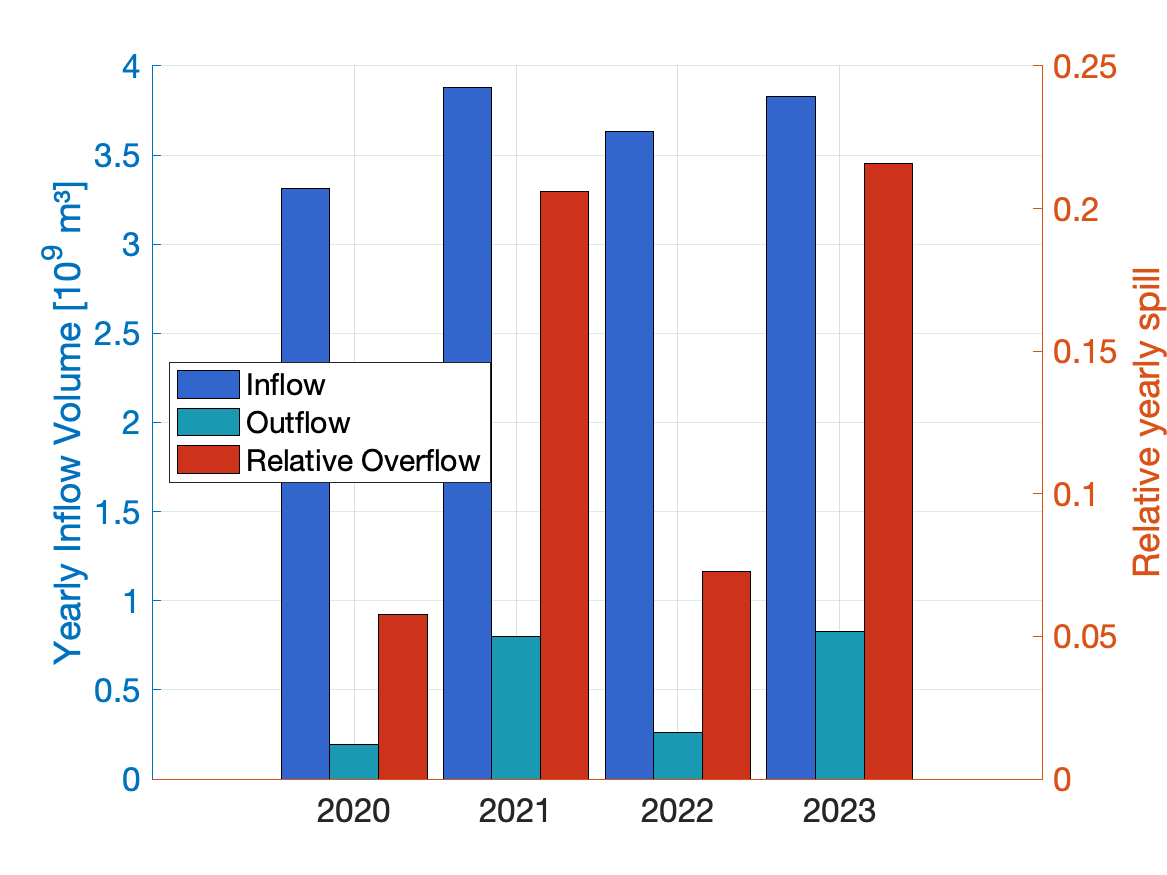 4
3.5
3
2.5
2
1.5
1
0.5
0
Yearly Inflow Volume [10⁹ m³]
Inflow
Outflow
Relative Overflow
0.25
0.2
0.15
0.1
0.05
0
Relative yearly spill
2020 2021 2022 2023